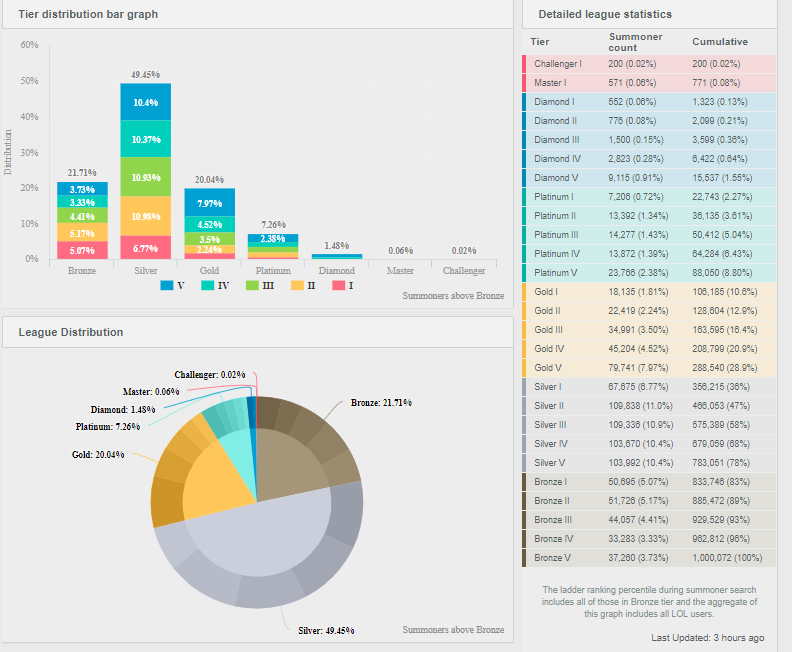 Tier distribution bar graph
60%
50%
40%
30%
20%
10%
0%
Distribution
21.71%
3.73%
3.33%
4.41%
5.17%
5.07%
49.45%
10.4%
10.37%
10.93%
10.98%
6.77%
20.04%
7.97%
4.52%
3.5%
2.24%
7.26%
2.38%
1.48%
0.06%
0.02%
Bronze Silver Gold Platinum Diamond Master Challenger
V IV III II I
Summoners above Bronze
League Distribution
Challenger: 0.02%
Master: 0.06%
Diamond: 1.48%
Platinum: 7.26%
Gold: 20.04%
Bronze: 21.71%
Silver: 49.45%
Summoners above Bronze
Detailed league statistics
Tier Summoner count Cumulative
Challenger I 200 (0.02%) 200 (0.02%)
Master I 571 (0.06%) 771 (0.08%)
Diamond I 552 (0.06%) 1,323 (0.13%)
Diamond II 776 (0.08%) 2,099 (0.21%)
Diamond III 1,500 (0.15%) 3,599 (0.36%)
Diamond IV 2,823 (0.28%) 6,422 (0.64%)
Diamond V 9,115 (0.91%) 15,537 (1.55%)
Platinum I 7,206 (0.72%) 22,743 (2.27%)
Platinum II 13,392 (1.34%) 36,135 (3.61%)
Platinum III 14,277 (1.43%) 50,412 (5.04%)
Platinum IV 13,872 (1.39%) 64,284 (6.43%)
Platinum V 23,766 (2.38%) 88,050 (8.80%)
Gold I 18,135 (1.81%) 106,185 (10.6%)
Gold II 22,419 (2.24%) 128,604 (12.9%)
Gold III 34,991 (3.50%) 163,595 (16.4%)
Gold IV 45,204 (4.52%) 208,799 (20.9%)
Gold V 79,741 (7.97%) 288,540 (28.9%)
Silver I 67,675 (6.77%) 356,215 (36%)
Silver II 109,838 (11.0%) 466,053 (47%)
Silver III 109,336 (10.9%) 575,389 (58%)
Silver IV 103,670 (10.4%) 679,059 (68%)
Silver V 103,992 (10.4%) 783,051 (78%)
Bronze I 50,695 (5.07%) 833,746 (83%)
Bronze II 51,726 (5.17%) 885,472 (89%)
Bronze III 44,057 (4.41%) 929,529 (93%)
Bronze IV 33,283 (3.33%) 962,812 (96%)
Bronze V 37,260 (3.73%) 1,000,072 (100%)
The ladder ranking percentile during summoner search
includes all of those in Bronze tier and the aggregate of
this graph includes all LOL users.
Last Updated: 3 hours ago